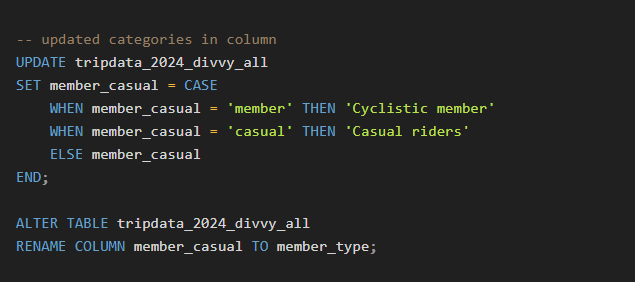 -- updated categories in column
UPDATE tripdata_2024_divvy_all
SET member_casual = CASE
    WHEN member_casual = 'member' THEN 'Cyclistic member'
    WHEN member_casual = 'casual' THEN 'Casual riders'
    ELSE member_casual
END;

ALTER TABLE tripdata_2024_divvy_all
RENAME COLUMN member_casual TO member_type;